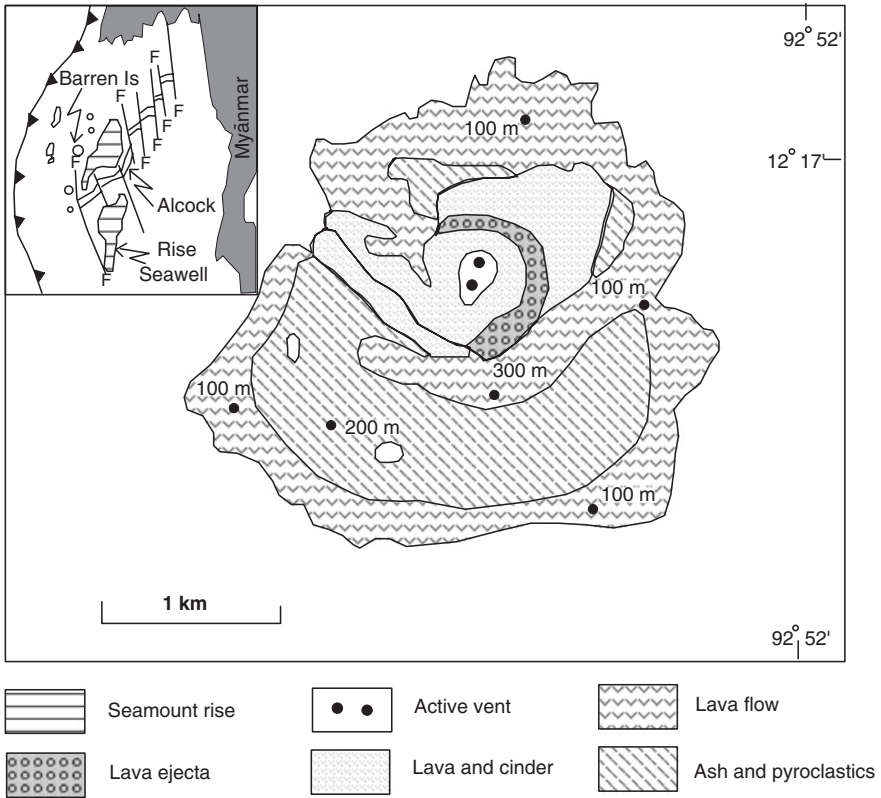 92° 52'
Barren Is
F
F
F
F
F
F
F
F
Myánmar
Alcock
Rise
Seawell
F
100 m
12° 17'
100 m
300 m
100 m
200 m
100 m
1 km
92° 52'
Seamount rise
Active vent
Lava flow
Lava ejecta
Lava and cinder
Ash and pyroclastics